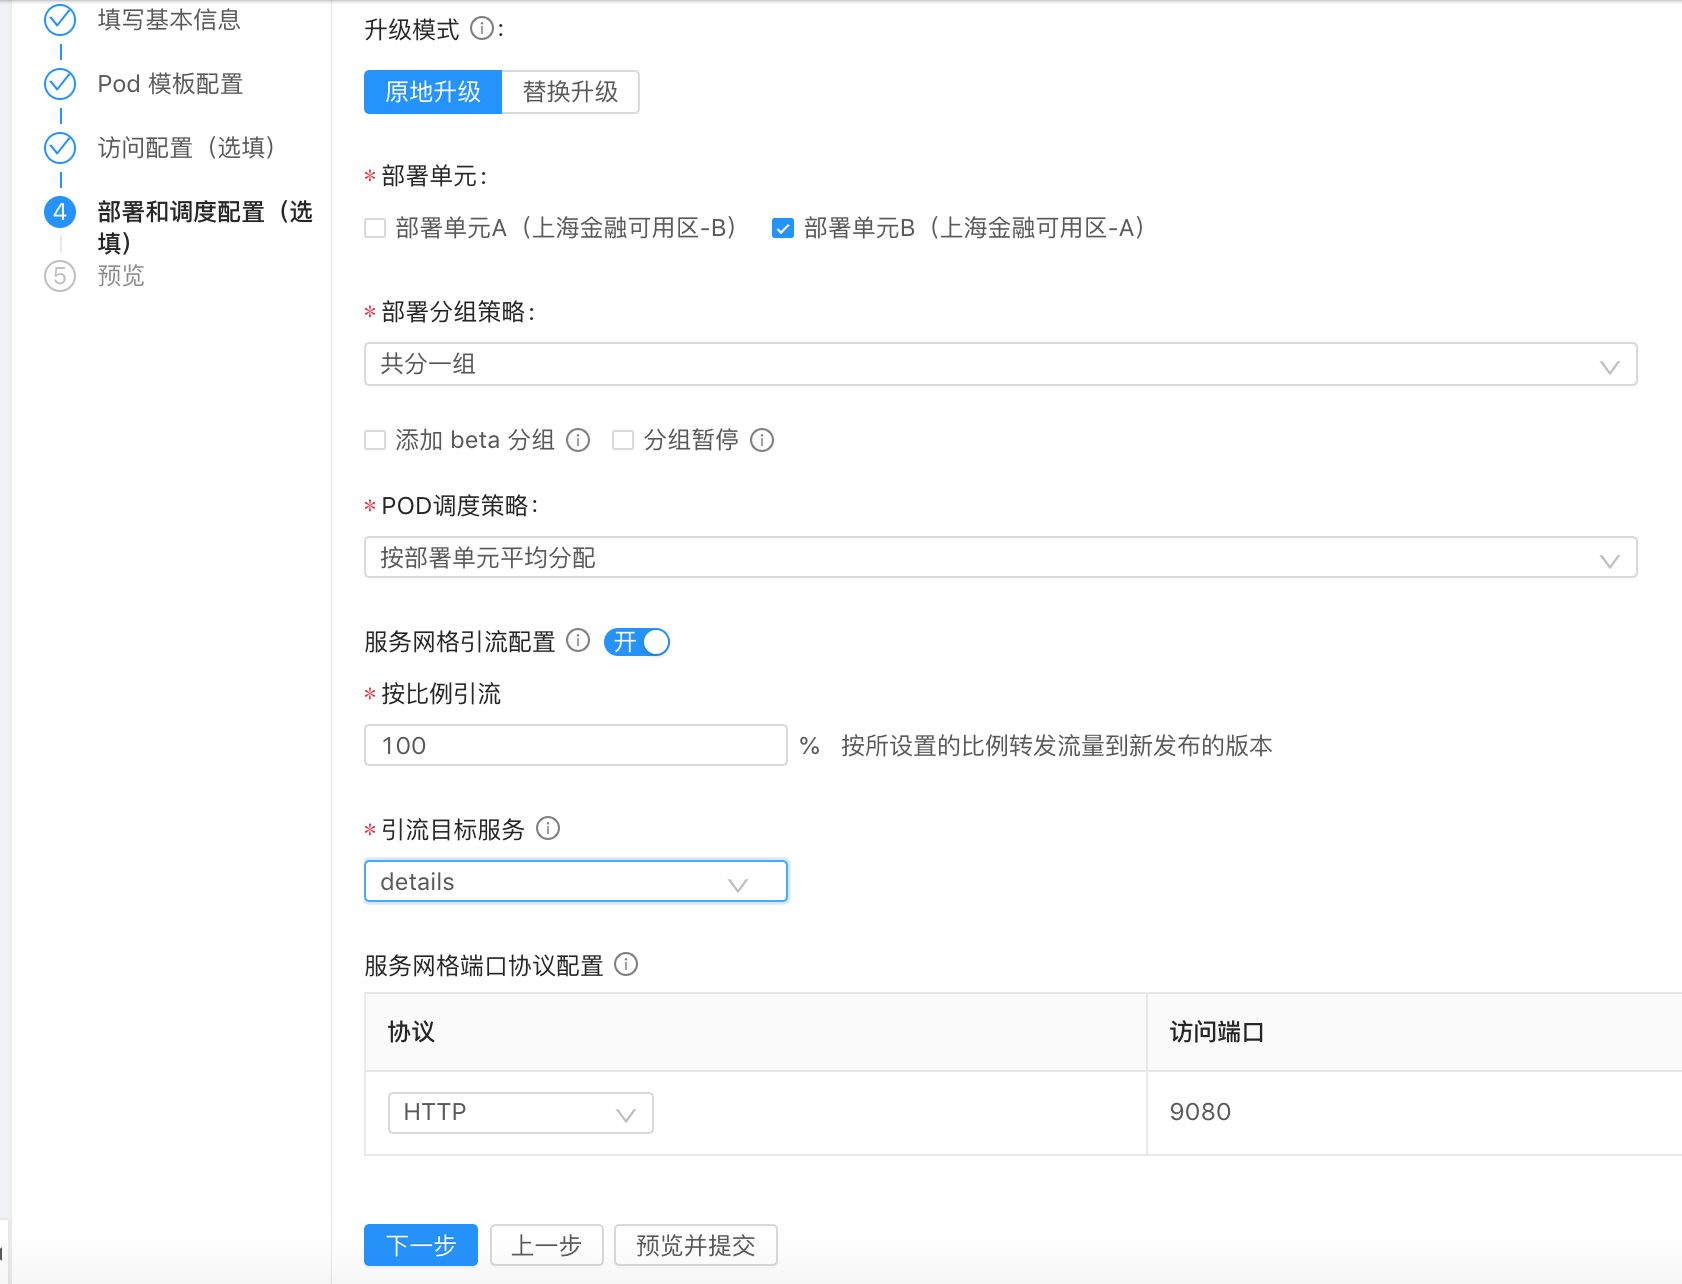 填写基本信息
Pod 模板配置
访问配置（选填）
4 部署和调度配置（选
填）
5 预览
升级模式 :
原地升级 替换升级
* 部署单元:
部署单元A（上海金融可用区-B） 部署单元B（上海金融可用区-A）
* 部署分组策略:
共分一组
添加 beta 分组 分组暂停
* POD调度策略:
按部署单元平均分配
服务网格引流配置 开
* 按比例引流
100 % 按所设置的比例转发流量到新发布的版本
* 引流目标服务
details
服务网格端口协议配置
协议 访问端口
HTTP 9080
下一步 上一步 预览并提交